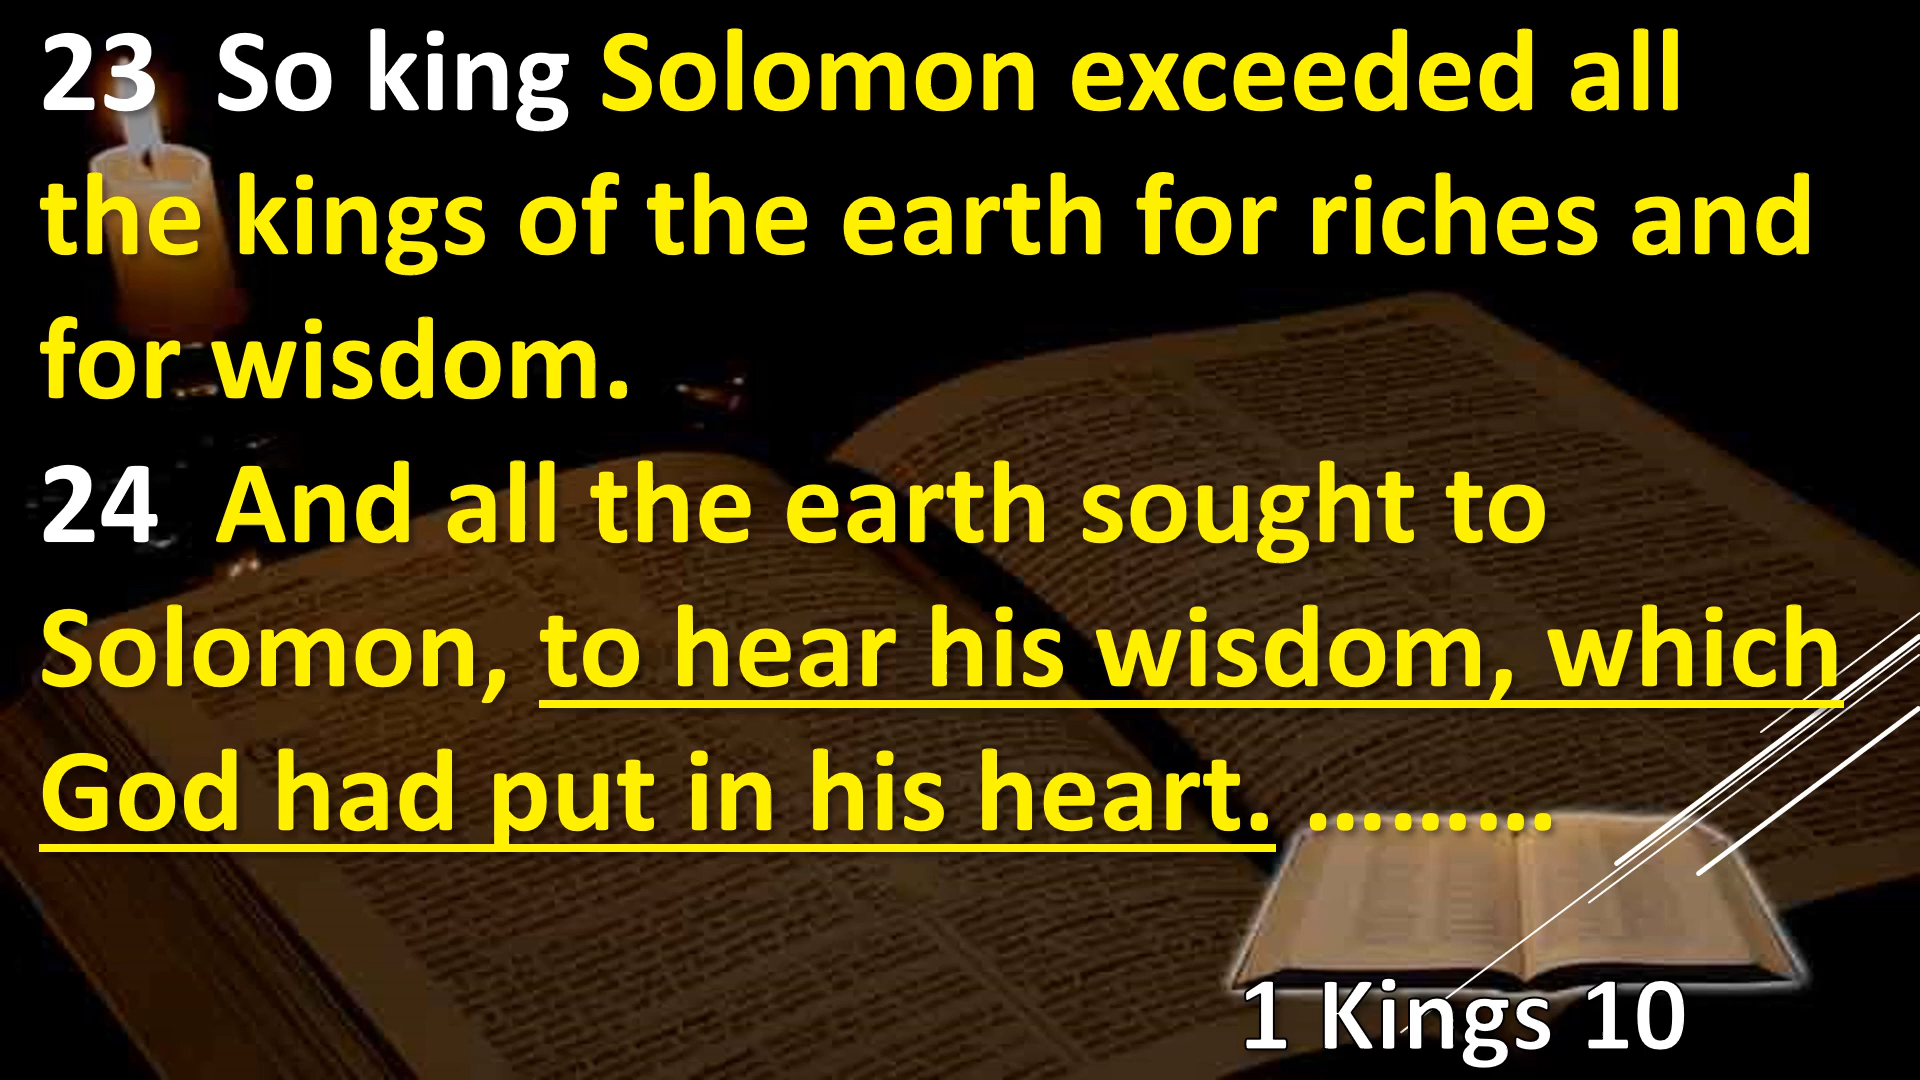 23  So king Solomon exceeded all
the kings of the earth for riches and
for wisdom.
24  And all the earth sought to
Solomon, to hear his wisdom, which
God had put in his heart. ………
1 Kings 10